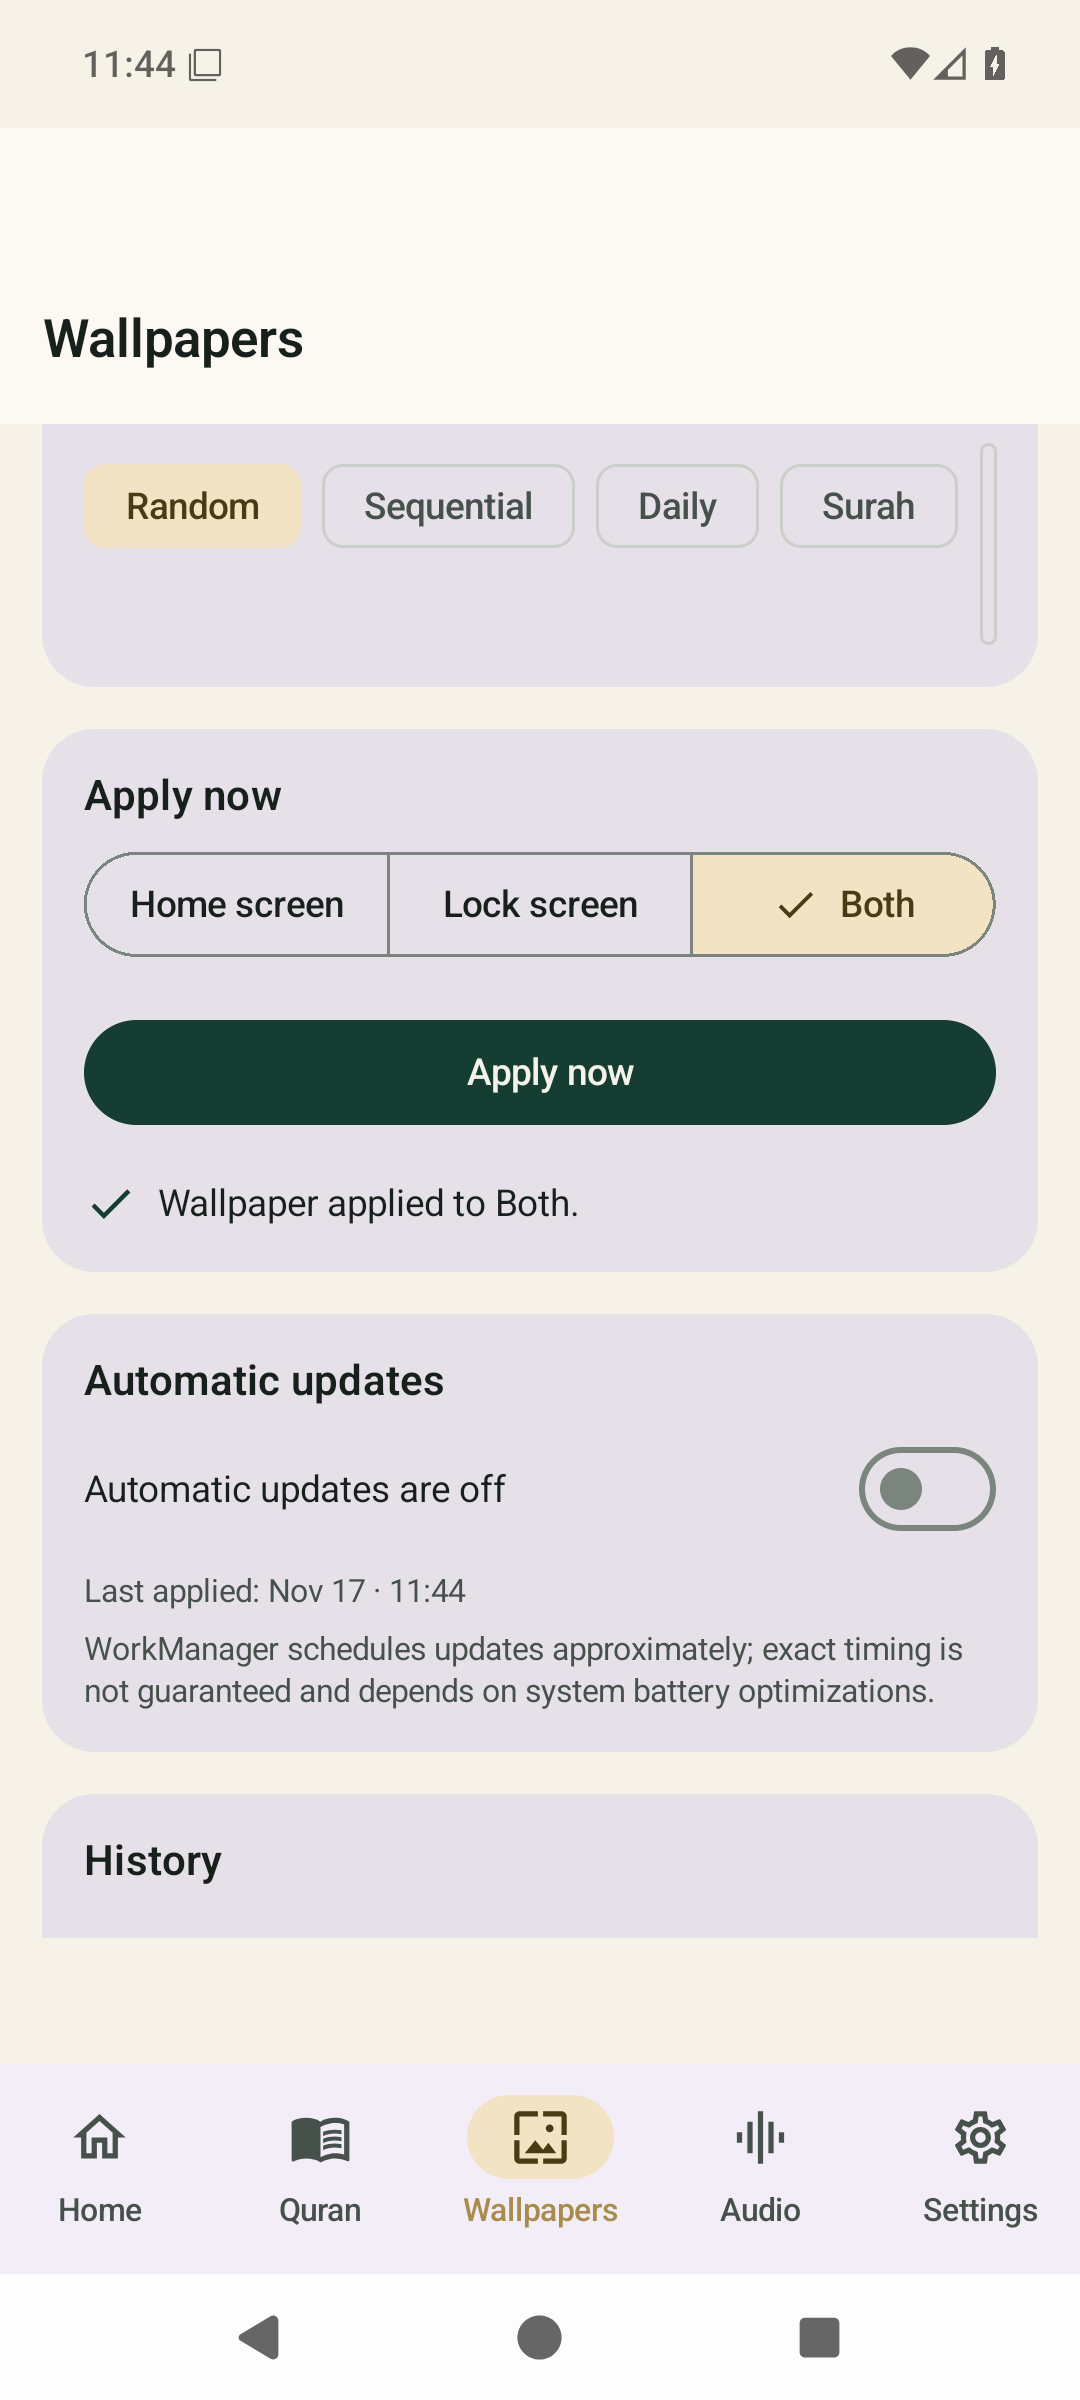 11:44
Wallpapers
Random
Sequential
Daily
Surah
Apply now
Home screen
Lock screen
Both
Apply now
Wallpaper applied to Both.
Automatic updates
Automatic updates are off
Last applied: Nov 17 · 11:44
WorkManager schedules updates approximately; exact timing is
not guaranteed and depends on system battery optimizations.
History
Home
Quran
Wallpapers
Audio
Settings